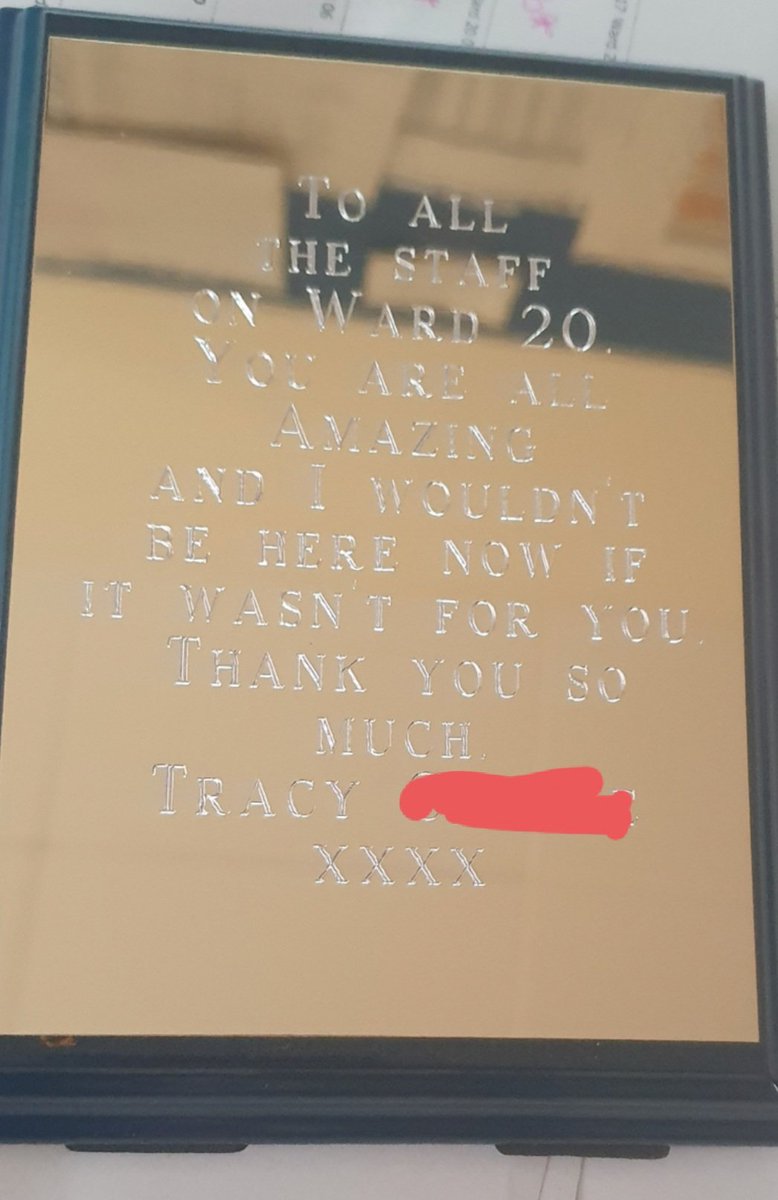 To ALL
THE STAFF
ON WARD 20.
YOU ARE ALL
AMAZING
AND I WOULDN'T
BE HERE NOW IF
IT WASN'T FOR YOU.
THANK YOU SO
MUCH.
TRACY
XXXX